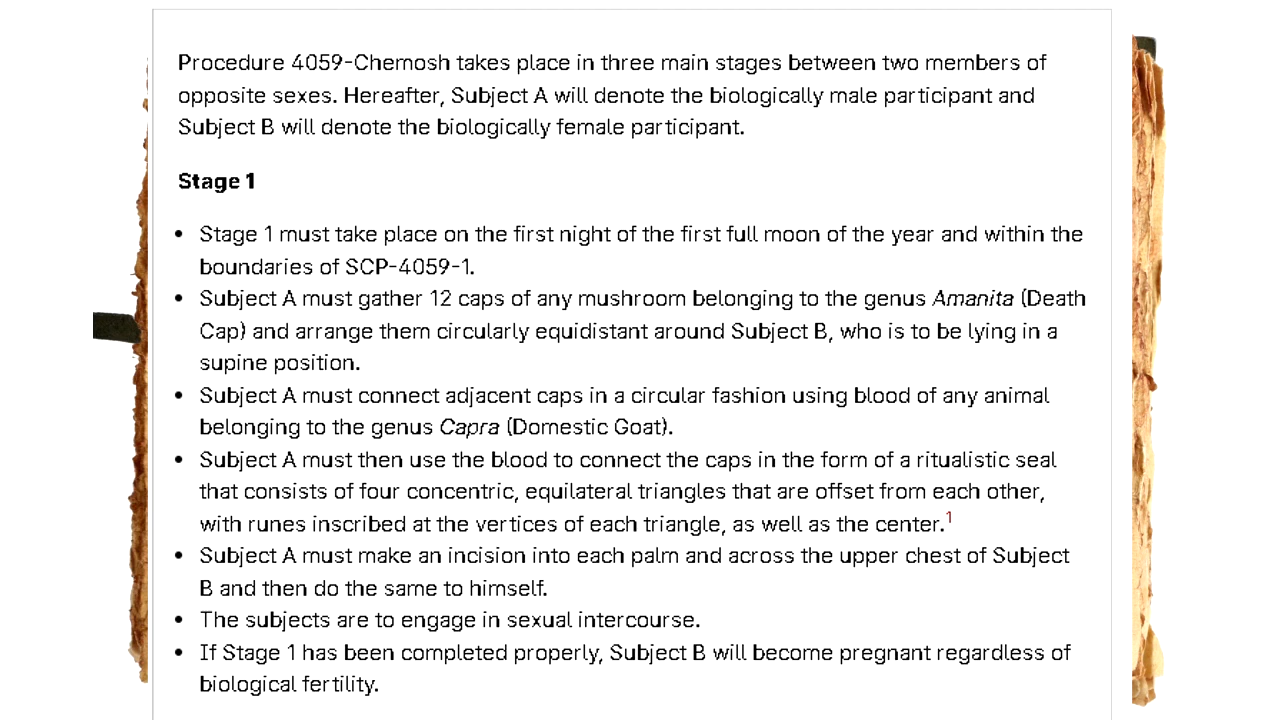 Procedure 4059-Chemosh takes place in three main stages between two members of
opposite sexes. Hereafter, Subject A will denote the biologically male participant and
Subject B will denote the biologically female participant.
Stage 1
• Stage 1 must take place on the first night of the first full moon of the year and within the
boundaries of SCP-4059-1.
• Subject A must gather 12 caps of any mushroom belonging to the genus Amanita (Death
Cap) and arrange them circularly equidistant around Subject B, who is to be lying in a
supine position.
• Subject A must connect adjacent caps in a circular fashion using blood of any animal
belonging to the genus Capra (Domestic Goat).
• Subject A must then use the blood to connect the caps in the form of a ritualistic seal
that consists of four concentric, equilateral triangles that are offset from each other,
with runes inscribed at the vertices of each triangle, as well as the center.1
• Subject A must make an incision into each palm and across the upper chest of Subject
B and then do the same to himself.
• The subjects are to engage in sexual intercourse.
• If Stage 1 has been completed properly, Subject B will become pregnant regardless of
biological fertility.